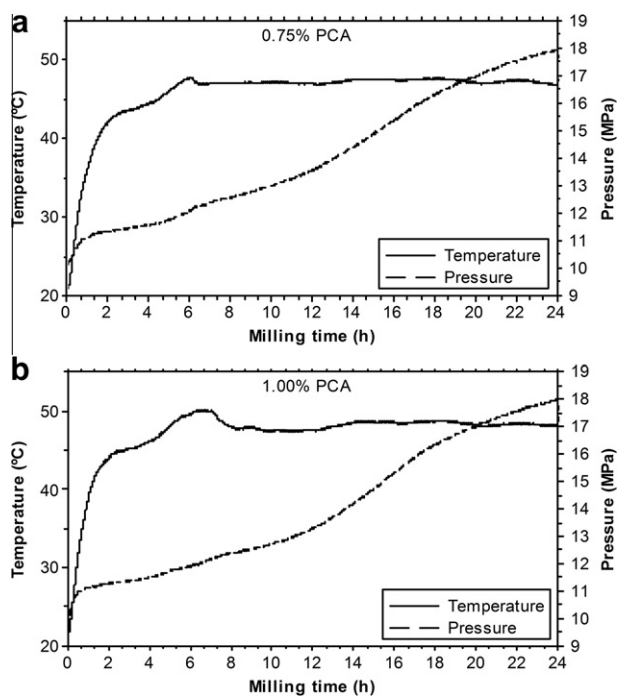 a
0.75% PCA
Temperature (ºC)
50
40
30
20
19
18
17
16
15
14
13
12
11
10
9
Pressure (MPa)
Temperature
Pressure
0 2 4 6 8 10 12 14 16 18 20 22 24
Milling time (h)
b
1.00% PCA
Temperature (ºC)
50
40
30
20
19
18
17
16
15
14
13
12
11
10
9
Pressure (MPa)
Temperature
Pressure
0 2 4 6 8 10 12 14 16 18 20 22 24
Milling time (h)